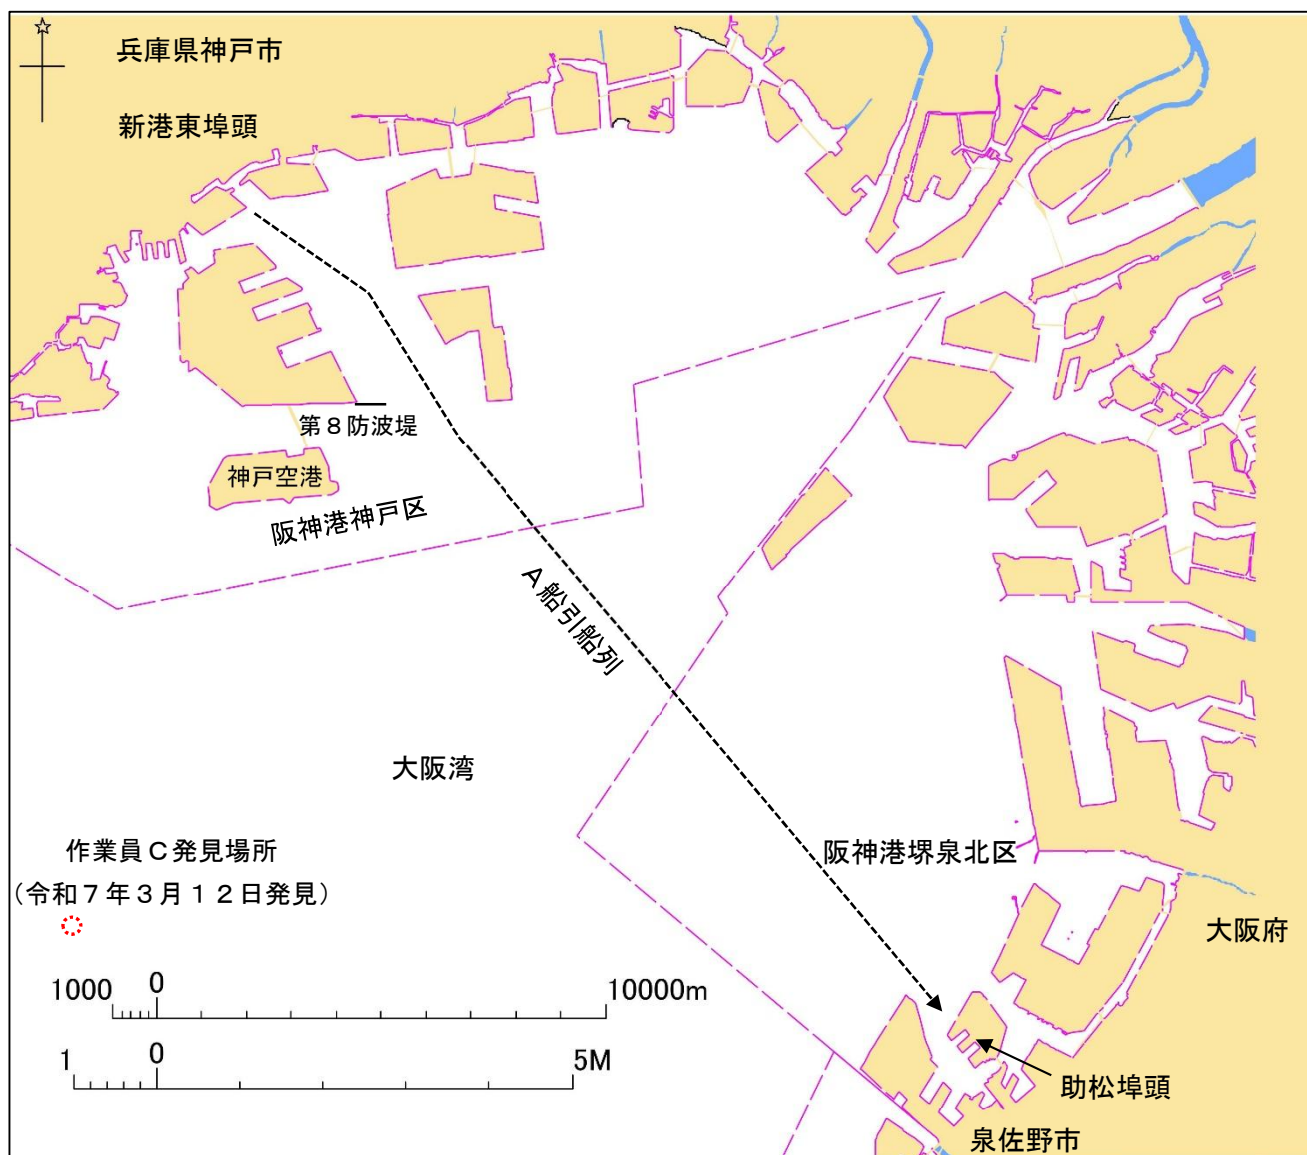 兵庫県神戸市
新港東埠頭
第８防波堤
神戸空港
阪神港神戸区
Ａ船引船列
大阪湾
阪神港堺泉北区
作業員Ｃ発見場所
（令和７年３月１２日発見）
大阪府
1000 0 10000m
1 0 5M
助松埠頭
泉佐野市